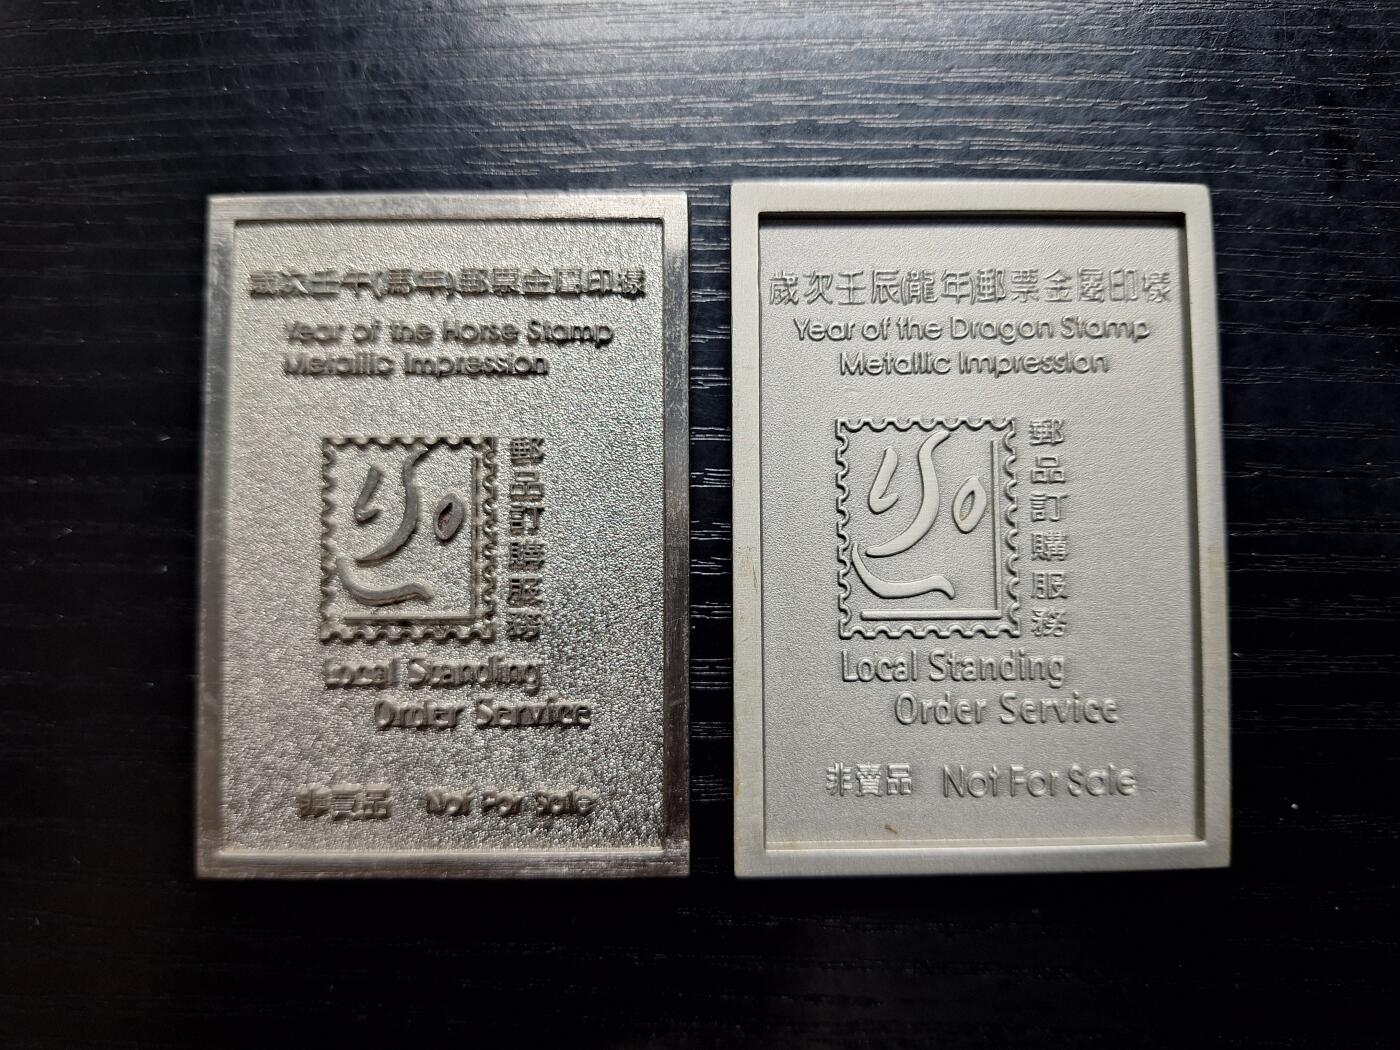 歲次壬午(馬年)郵票金屬印樣
Year of the Horse Stamp
Metallic Impression
郵品訂購服務
Local Standing
Order Service
非賣品 Not For Sale
歲次壬辰(龍年)郵票金屬印樣
Year of the Dragon Stamp
Metallic Impression
郵品訂購服務
Local Standing
Order Service
非賣品 Not For Sale